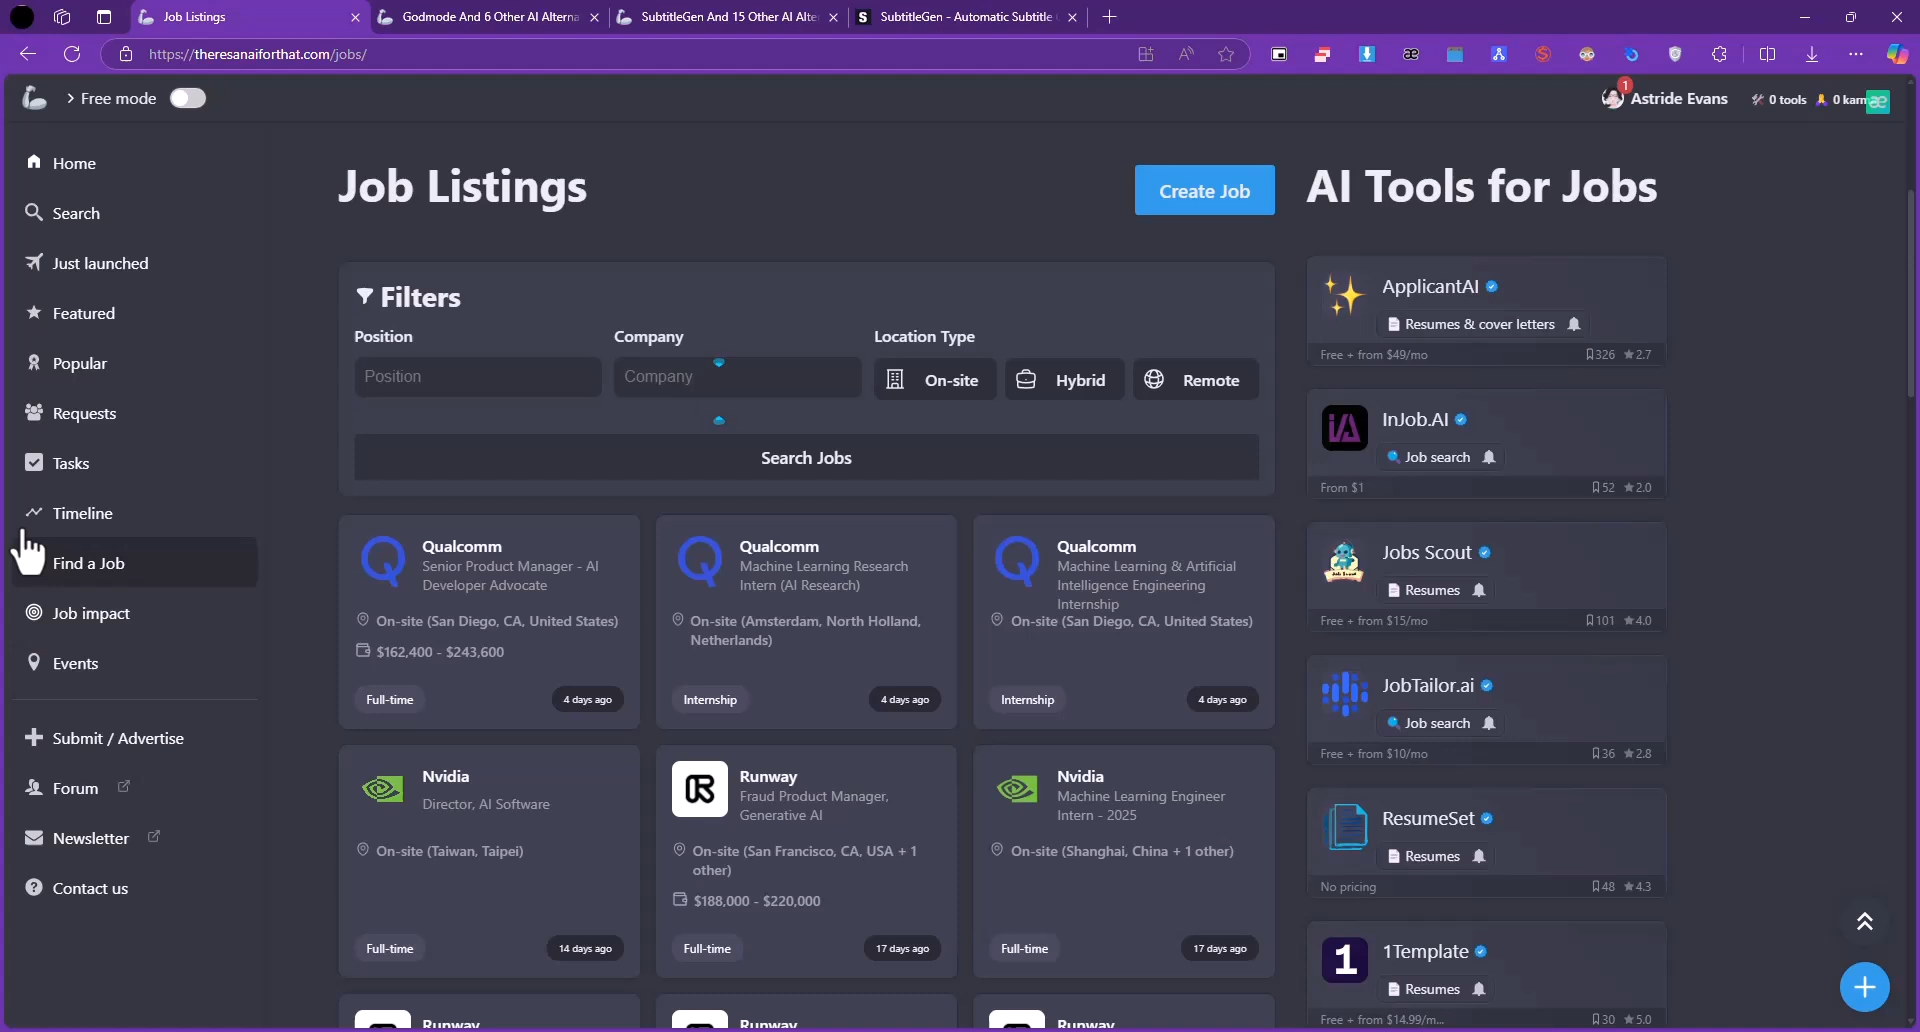 Job Listings
Godmode And 6 Other AI Alterna
SubtitleGen And 15 Other AI Alte
SubtitleGen - Automatic Subtitle
https://theresanaiforthat.com/jobs/
Free mode
1
Astride Evans
0 tools
0 karm
Home
Search
Just launched
Featured
Popular
Requests
Tasks
Timeline
Find a Job
Job impact
Events
Submit / Advertise
Forum
Newsletter
Contact us
Job Listings
Create Job
Filters
Position
Company
Location Type
Position
Company
On-site
Hybrid
Remote
Search Jobs
Qualcomm
Senior Product Manager - AI
Developer Advocate
On-site (San Diego, CA, United States)
$162,400 - $243,600
Full-time
4 days ago
Qualcomm
Machine Learning Research
Intern (AI Research)
On-site (Amsterdam, North Holland,
Netherlands)
Internship
4 days ago
Qualcomm
Machine Learning & Artificial
Intelligence Engineering
Internship
On-site (San Diego, CA, United States)
Internship
4 days ago
Nvidia
Director, AI Software
On-site (Taiwan, Taipei)
Full-time
14 days ago
Runway
Fraud Product Manager,
Generative AI
On-site (San Francisco, CA, USA + 1
other)
$188,000 - $220,000
Full-time
17 days ago
Nvidia
Machine Learning Engineer
Intern - 2025
On-site (Shanghai, China + 1 other)
Full-time
17 days ago
Runway
Runway
Runway
AI Tools for Jobs
ApplicantAI
Resumes & cover letters
Free + from $49/mo
326
2.7
InJob.AI
Job search
From $1
52
2.0
Jobs Scout
Resumes
Free + from $15/mo
101
4.0
JobTailor.ai
Job search
Free + from $10/mo
36
2.8
ResumeSet
Resumes
No pricing
48
4.3
1
1Template
Resumes
Free + from $14.99/m...
30
5.0